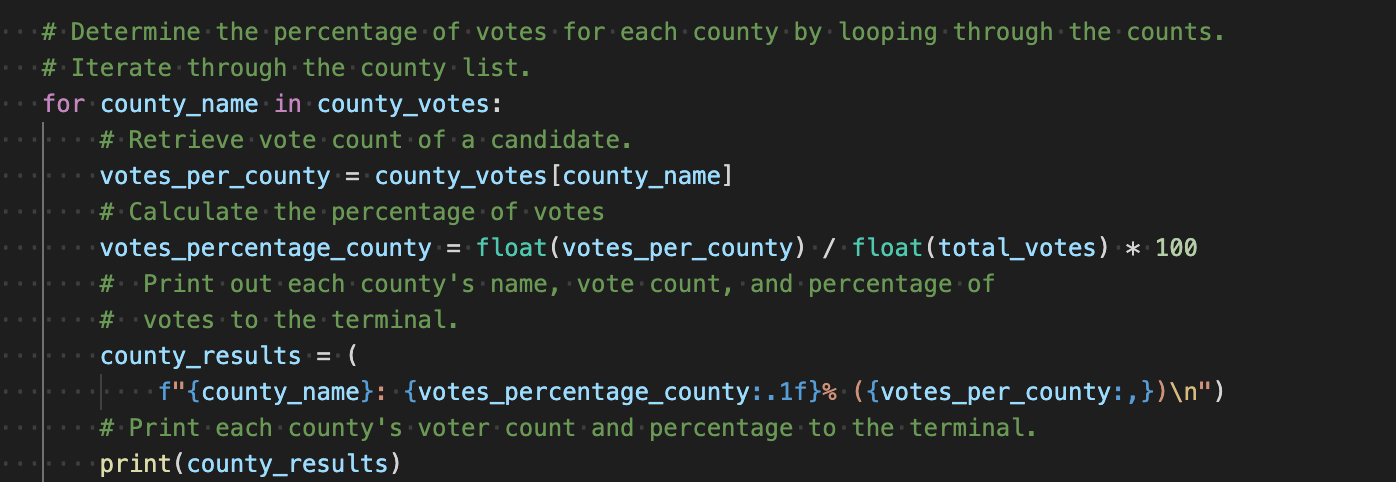 # Determine the percentage of votes for each county by looping through the counts.
# Iterate through the county list.
for county_name in county_votes:
    # Retrieve vote count of a candidate.
    votes_per_county = county_votes[county_name]
    # Calculate the percentage of votes
    votes_percentage_county = float(votes_per_county) / float(total_votes) * 100
    #  Print out each county's name, vote count, and percentage of
    #  votes to the terminal.
    county_results = (
        f"{county_name}: {votes_percentage_county:.1f}% ({votes_per_county:,})\n")
    # Print each county's voter count and percentage to the terminal.
    print(county_results)